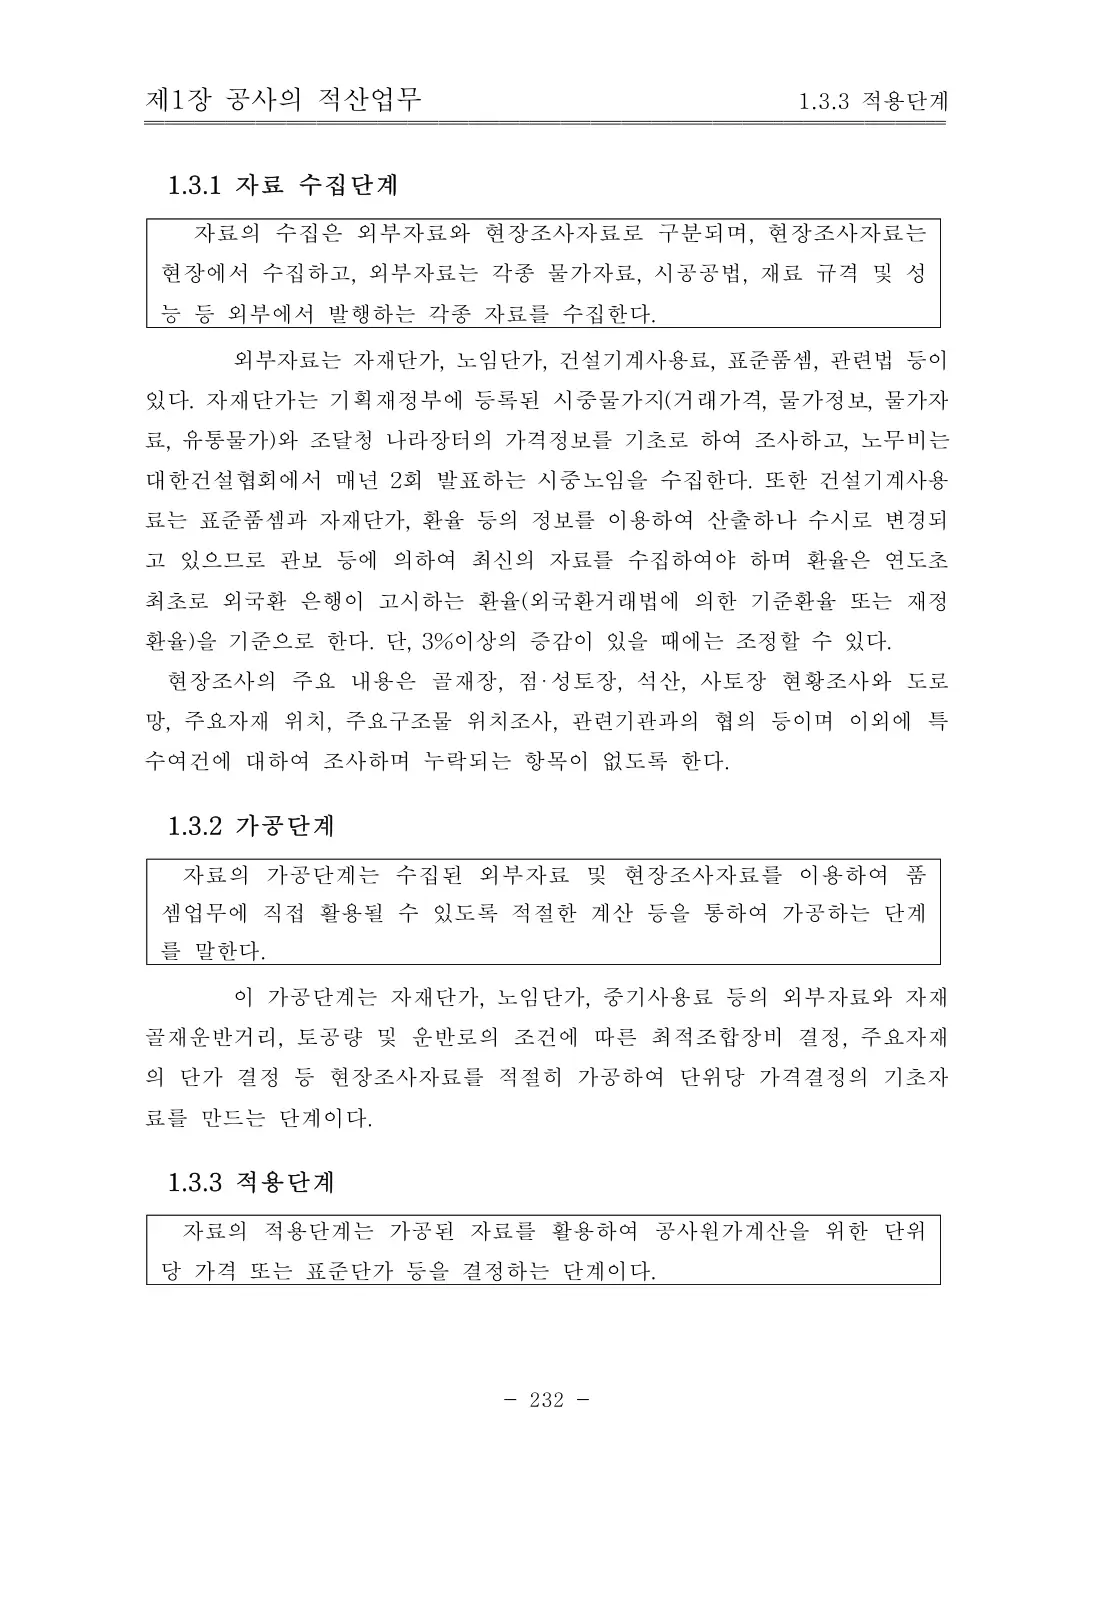 제1장 공사의 적산업무 1.3.3 적용단계
1.3.1 자료 수집단계
자료의 수집은 외부자료와 현장조사자료로 구분되며, 현장조사자료는
현장에서 수집하고, 외부자료는 각종 물가자료, 시공공법, 재료 규격 및 성
능 등 외부에서 발행하는 각종 자료를 수집한다.
외부자료는 자재단가, 노임단가, 건설기계사용료, 표준품셈, 관련법 등이
있다. 자재단가는 기획재정부에 등록된 시중물가지(거래가격, 물가정보, 물가자
료, 유통물가)와 조달청 나라장터의 가격정보를 기초로 하여 조사하고, 노무비는
대한건설협회에서 매년 2회 발표하는 시중노임을 수집한다. 또한 건설기계사용
료는 표준품셈과 자재단가, 환율 등의 정보를 이용하여 산출하나 수시로 변경되
고 있으므로 관보 등에 의하여 최신의 자료를 수집하여야 하며 환율은 연도초
최초로 외국환 은행이 고시하는 환율(외국환거래법에 의한 기준환율 또는 재정
환율)을 기준으로 한다. 단, 3%이상의 증감이 있을 때에는 조정할 수 있다.
현장조사의 주요 내용은 골재장, 점·성토장, 석산, 사토장 현황조사와 도로
망, 주요자재 위치, 주요구조물 위치조사, 관련기관과의 협의 등이며 이외에 특
수여건에 대하여 조사하며 누락되는 항목이 없도록 한다.
1.3.2 가공단계
자료의 가공단계는 수집된 외부자료 및 현장조사자료를 이용하여 품
셈업무에 직접 활용될 수 있도록 적절한 계산 등을 통하여 가공하는 단계
를 말한다.
이 가공단계는 자재단가, 노임단가, 중기사용료 등의 외부자료와 자재
골재운반거리, 토공량 및 운반로의 조건에 따른 최적조합장비 결정, 주요자재
의 단가 결정 등 현장조사자료를 적절히 가공하여 단위당 가격결정의 기초자
료를 만드는 단계이다.
1.3.3 적용단계
자료의 적용단계는 가공된 자료를 활용하여 공사원가계산을 위한 단위
당 가격 또는 표준단가 등을 결정하는 단계이다.
- 232 -